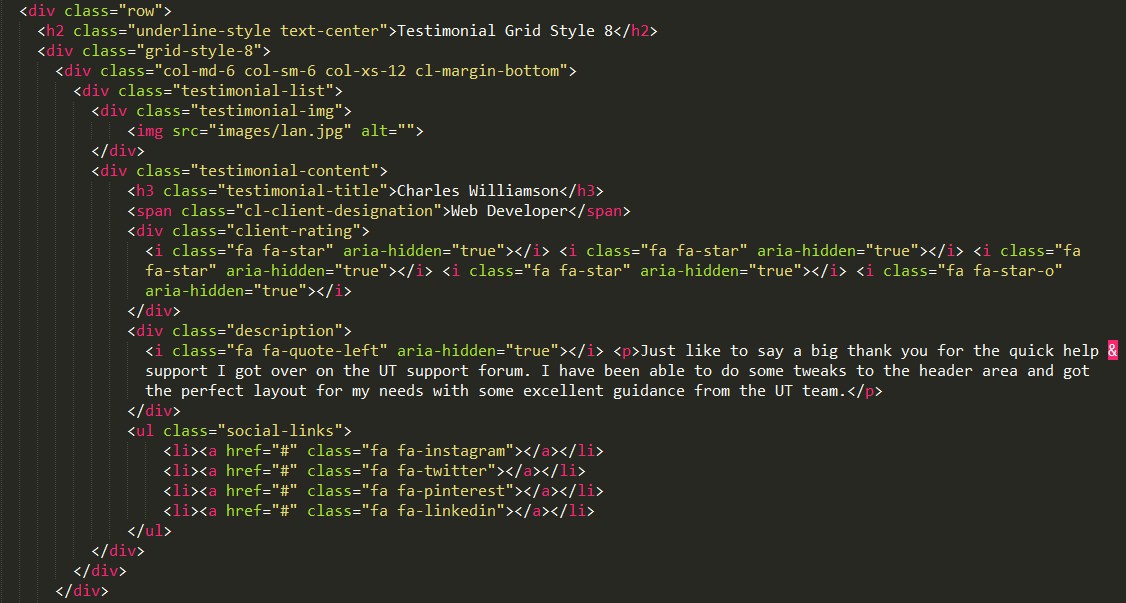 <div class="row">
<h2 class="underline-style text-center">Testimonial Grid Style 8</h2>
<div class="grid-style-8">
<div class="col-md-6 col-sm-6 col-xs-12 cl-margin-bottom">
<div class="testimonial-list">
<div class="testimonial-img">
<img src="images/lan.jpg" alt="">
</div>
<div class="testimonial-content">
<h3 class="testimonial-title">Charles Williamson</h3>
<span class="cl-client-designation">Web Developer</span>
<div class="client-rating">
<i class="fa fa-star" aria-hidden="true"></i> <i class="fa fa-star" aria-hidden="true"></i> <i class="fa
fa-star" aria-hidden="true"></i> <i class="fa fa-star" aria-hidden="true"></i> <i class="fa fa-star-o"
aria-hidden="true"></i>
</div>
<div class="description">
<i class="fa fa-quote-left" aria-hidden="true"></i> <p>Just like to say a big thank you for the quick help &
support I got over on the UT support forum. I have been able to do some tweaks to the header area and got
the perfect layout for my needs with some excellent guidance from the UT team.</p>
</div>
<ul class="social-links">
<li><a href="#" class="fa fa-instagram"></a></li>
<li><a href="#" class="fa fa-twitter"></a></li>
<li><a href="#" class="fa fa-pinterest"></a></li>
<li><a href="#" class="fa fa-linkedin"></a></li>
</ul>
</div>
</div>
</div>